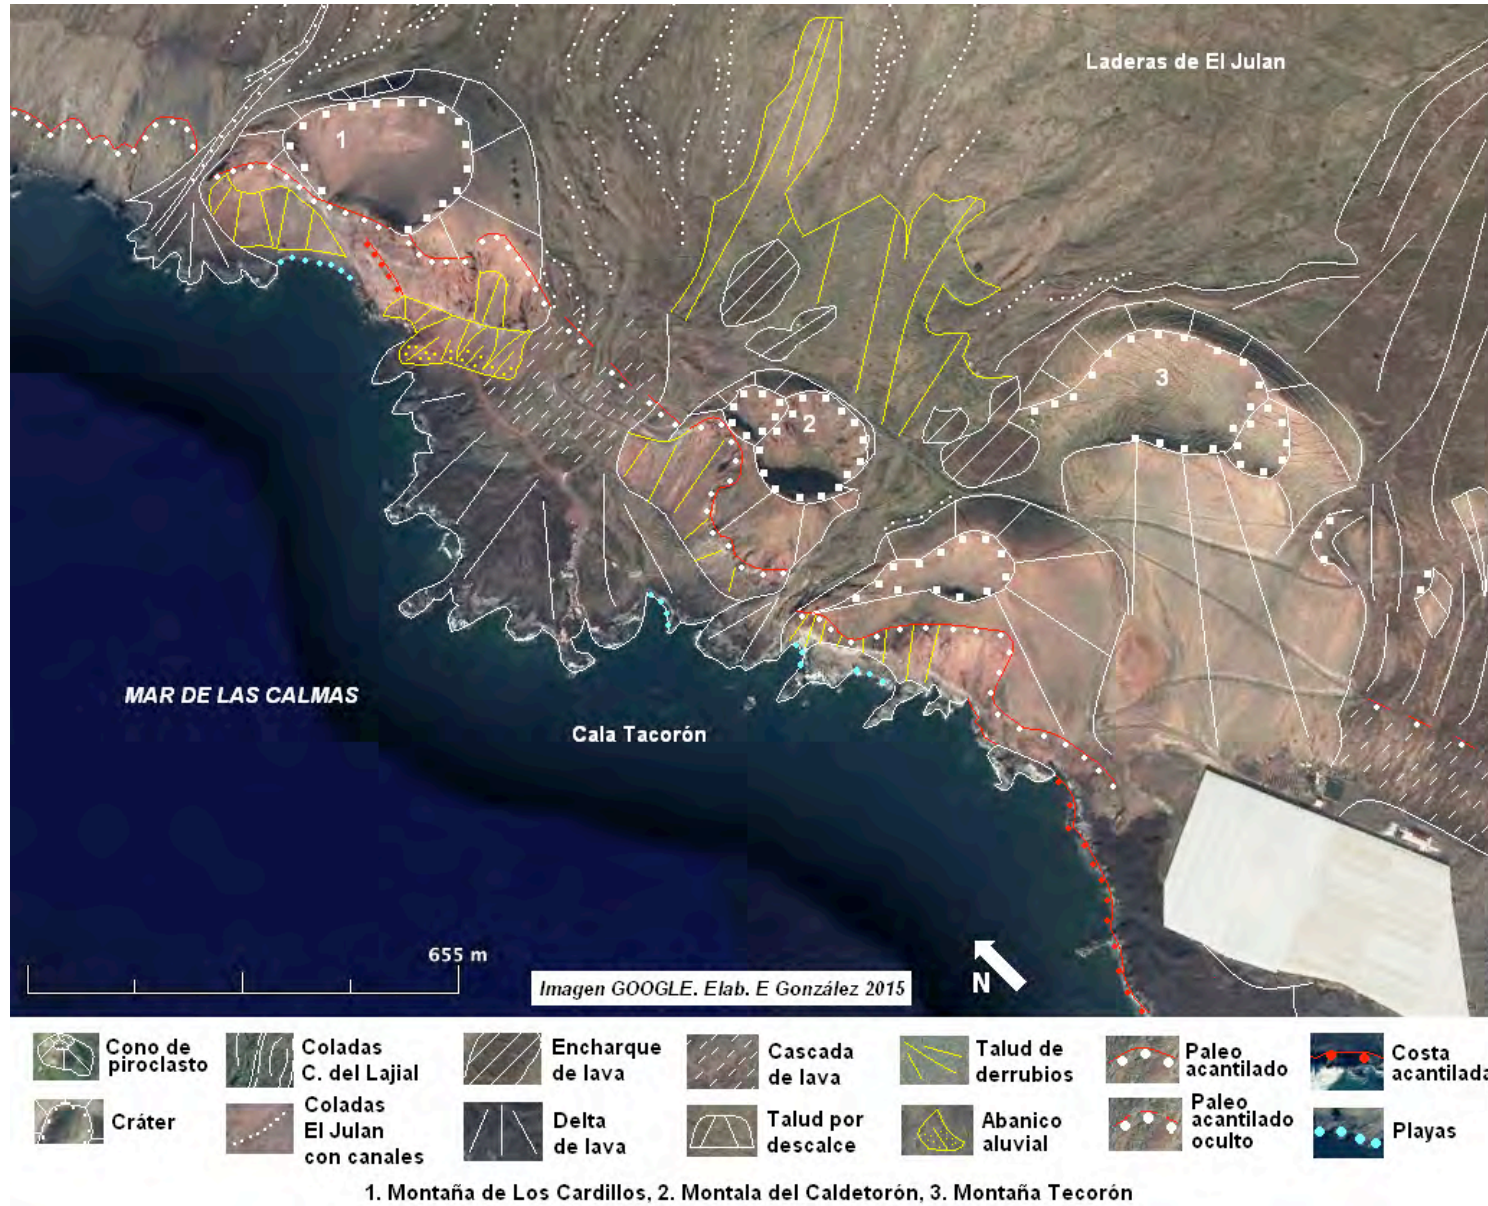 Laderas de El Julan
1
3
2
MAR DE LAS CALMAS
Cala Tacorón
655 m
N
Imagen GOOGLE. Elab. E González 2015
Cono de
piroclasto
Coladas
C. del Lajial
Encharque
de lava
Cascada
de lava
Talud de
derrubios
Paleo
acantilado
Costa
acantilada
Cráter
Coladas
El Julan
con canales
Delta
de lava
Talud por
descalce
Abanico
aluvial
Paleo
acantilado
oculto
Playas
1. Montaña de Los Cardillos, 2. Montala del Caldetorón, 3. Montaña Tecorón